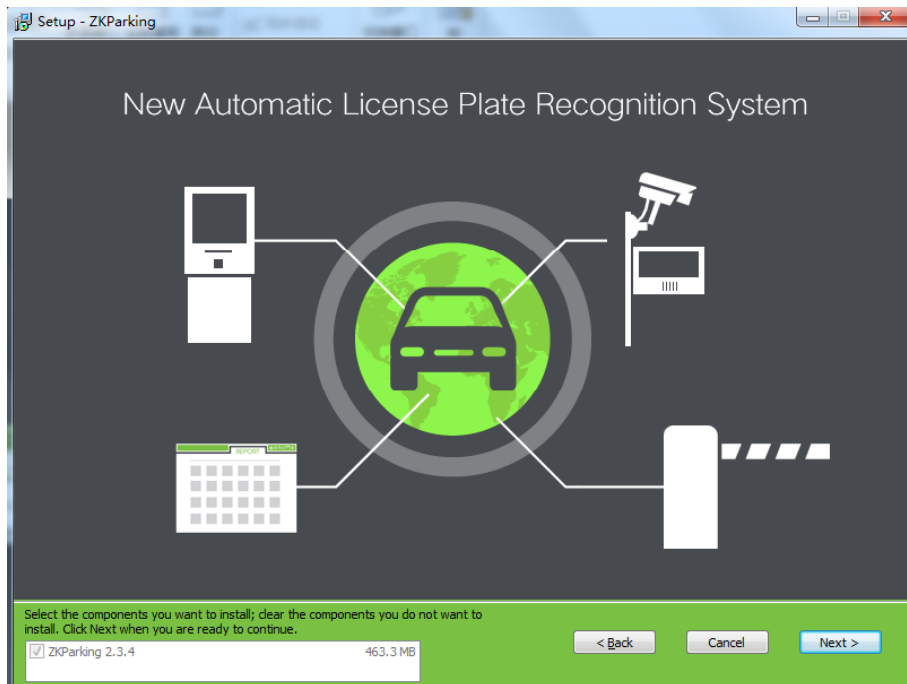 Setup - ZKParking
New Automatic License Plate Recognition System
REPORT
Select the components you want to install; clear the components you do not want to
install. Click Next when you are ready to continue.
ZKParking 2.3.4 463.3 MB
< Back Cancel Next >